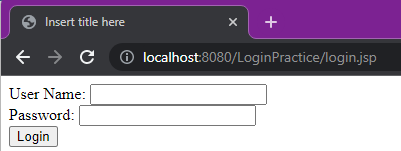 Insert title here
localhost:8080/LoginPractice/login.jsp
User Name:
Password:
Login